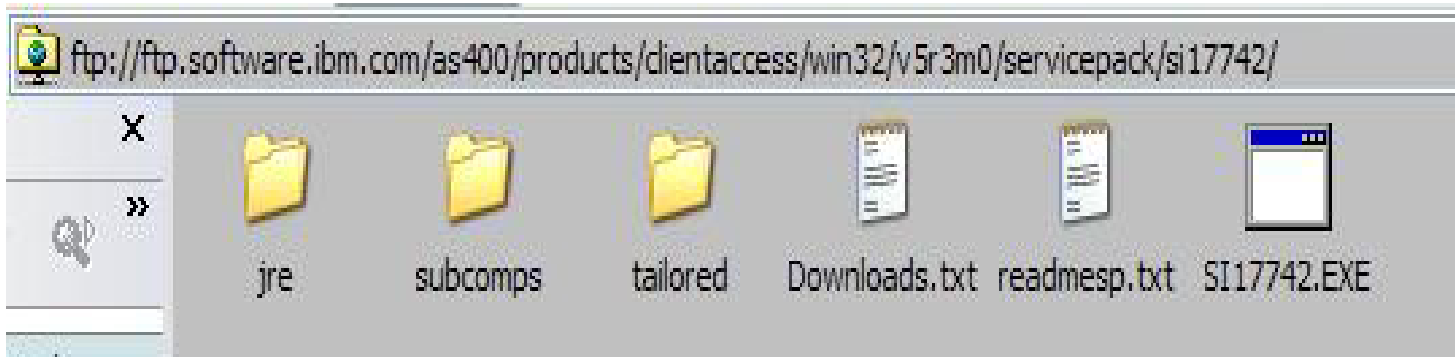 ftp://ftp.software.ibm.com/as400/products/clientaccess/win32/v5r3m0/servicepack/si17742/
X
»
jre subcomps tailored Downloads.txt readmesp.txt SI17742.EXE